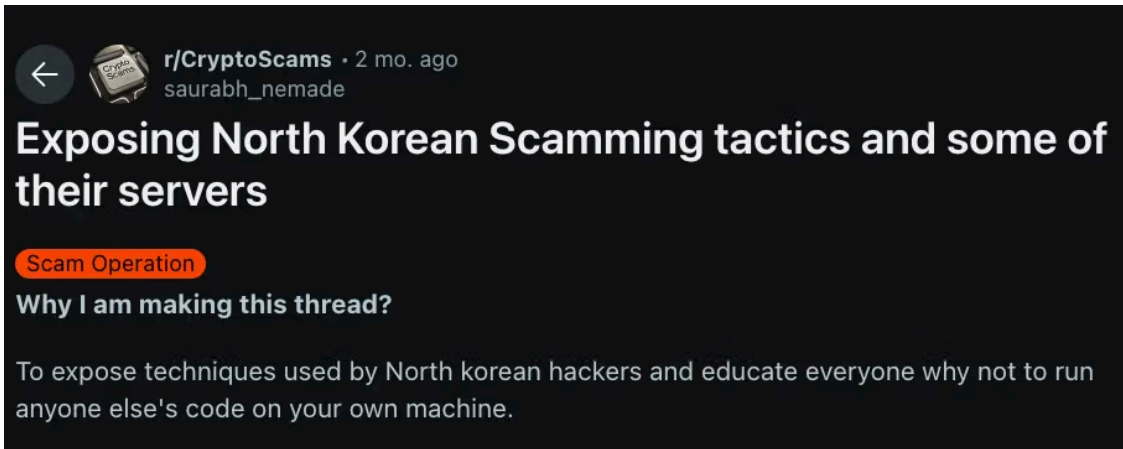 r/CryptoScams • 2 mo. ago
saurabh_nemade
Crypto
Scams
Exposing North Korean Scamming tactics and some of
their servers
Scam Operation
Why I am making this thread?
To expose techniques used by North korean hackers and educate everyone why not to run
anyone else's code on your own machine.